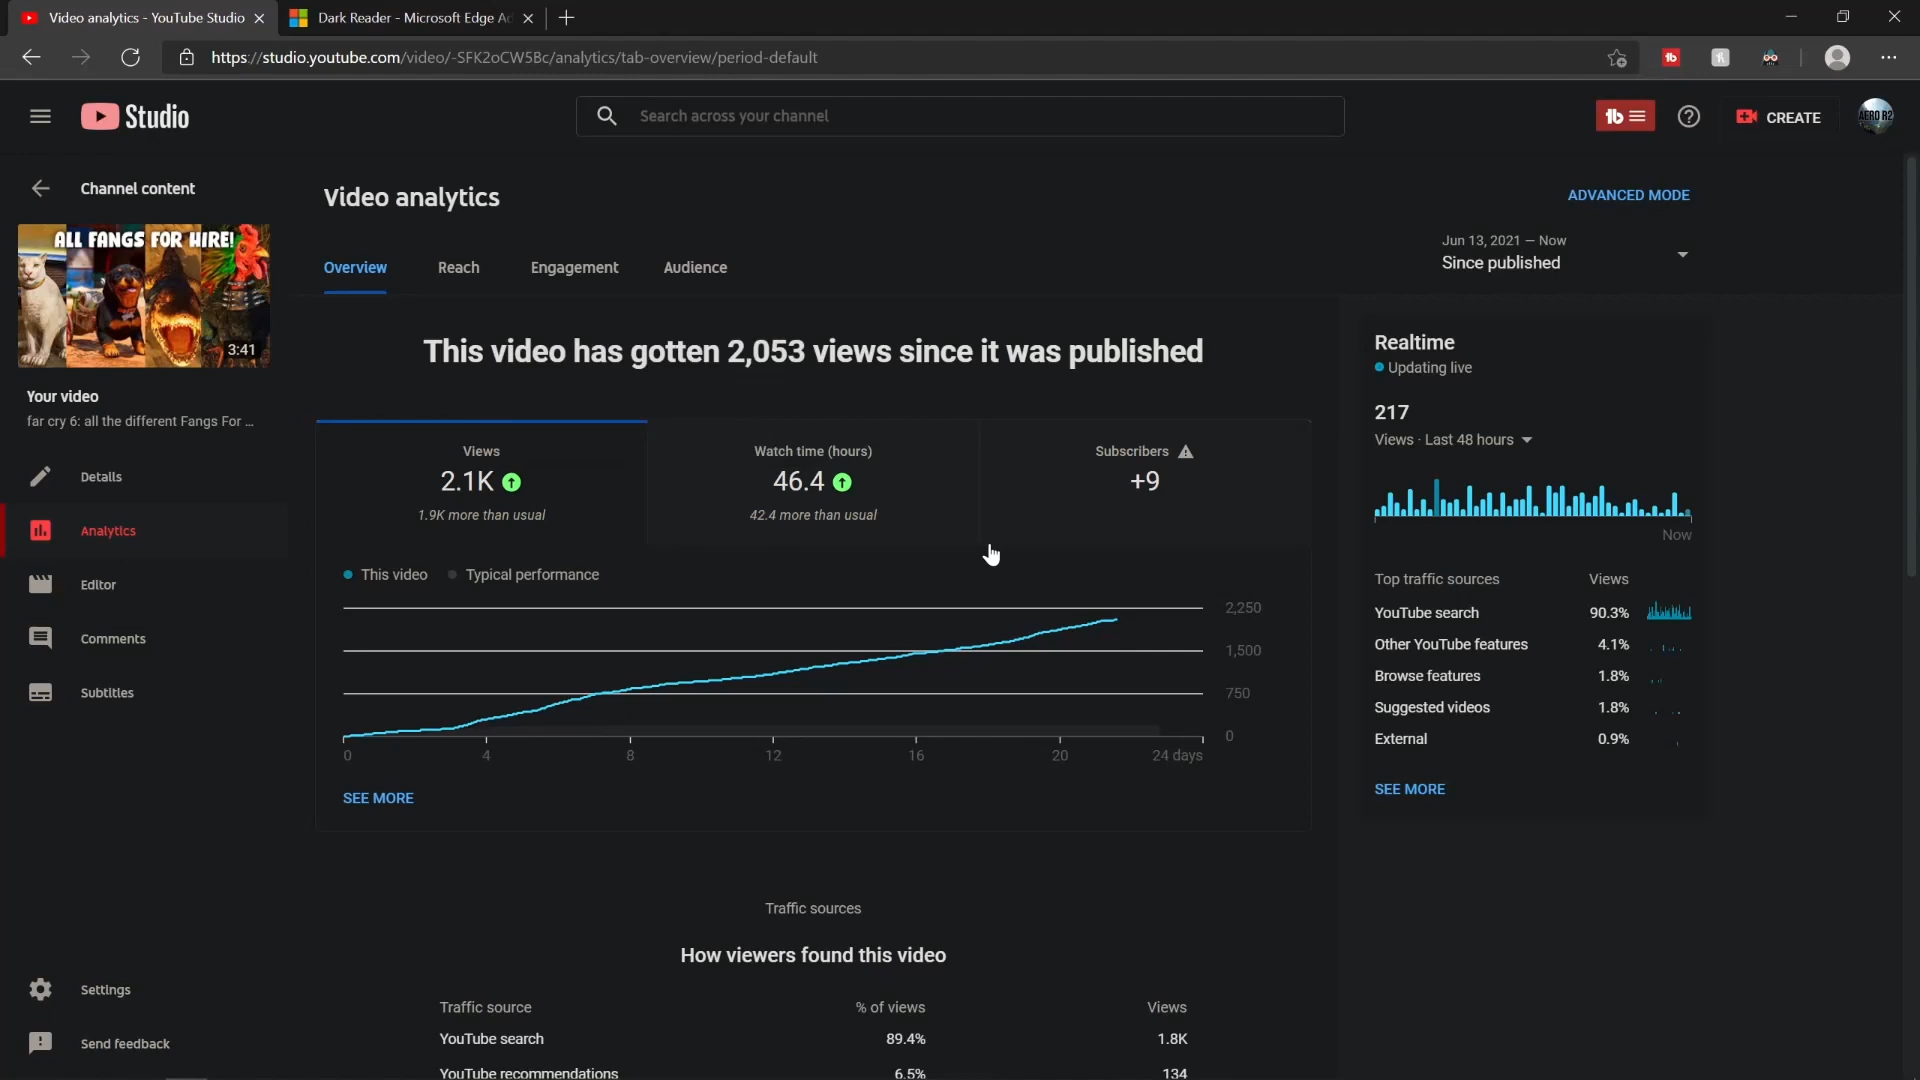 Video analytics - YouTube Studio
Dark Reader - Microsoft Edge Ad
https://studio.youtube.com/video/-SFK2oCW5Bc/analytics/tab-overview/period-default
Studio
Search across your channel
CREATE
AERO R2
Channel content
ALL FANGS FOR HIRE!
3:41
Your video
far cry 6: all the different Fangs For ...
Details
Analytics
Editor
Comments
Subtitles
Settings
Send feedback
Video analytics
ADVANCED MODE
Overview
Reach
Engagement
Audience
Jun 13, 2021 – Now
Since published
This video has gotten 2,053 views since it was published
Views
2.1K
1.9K more than usual
Watch time (hours)
46.4
42.4 more than usual
Subscribers
+9
This video
Typical performance
2,250
1,500
750
0
0 4 8 12 16 20 24 days
SEE MORE
Realtime
Updating live
217
Views · Last 48 hours
Now
Top traffic sources Views
YouTube search 90.3%
Other YouTube features 4.1%
Browse features 1.8%
Suggested videos 1.8%
External 0.9%
SEE MORE
Traffic sources
How viewers found this video
Traffic source % of views Views
YouTube search 89.4% 1.8K
YouTube recommendations 6.5% 134